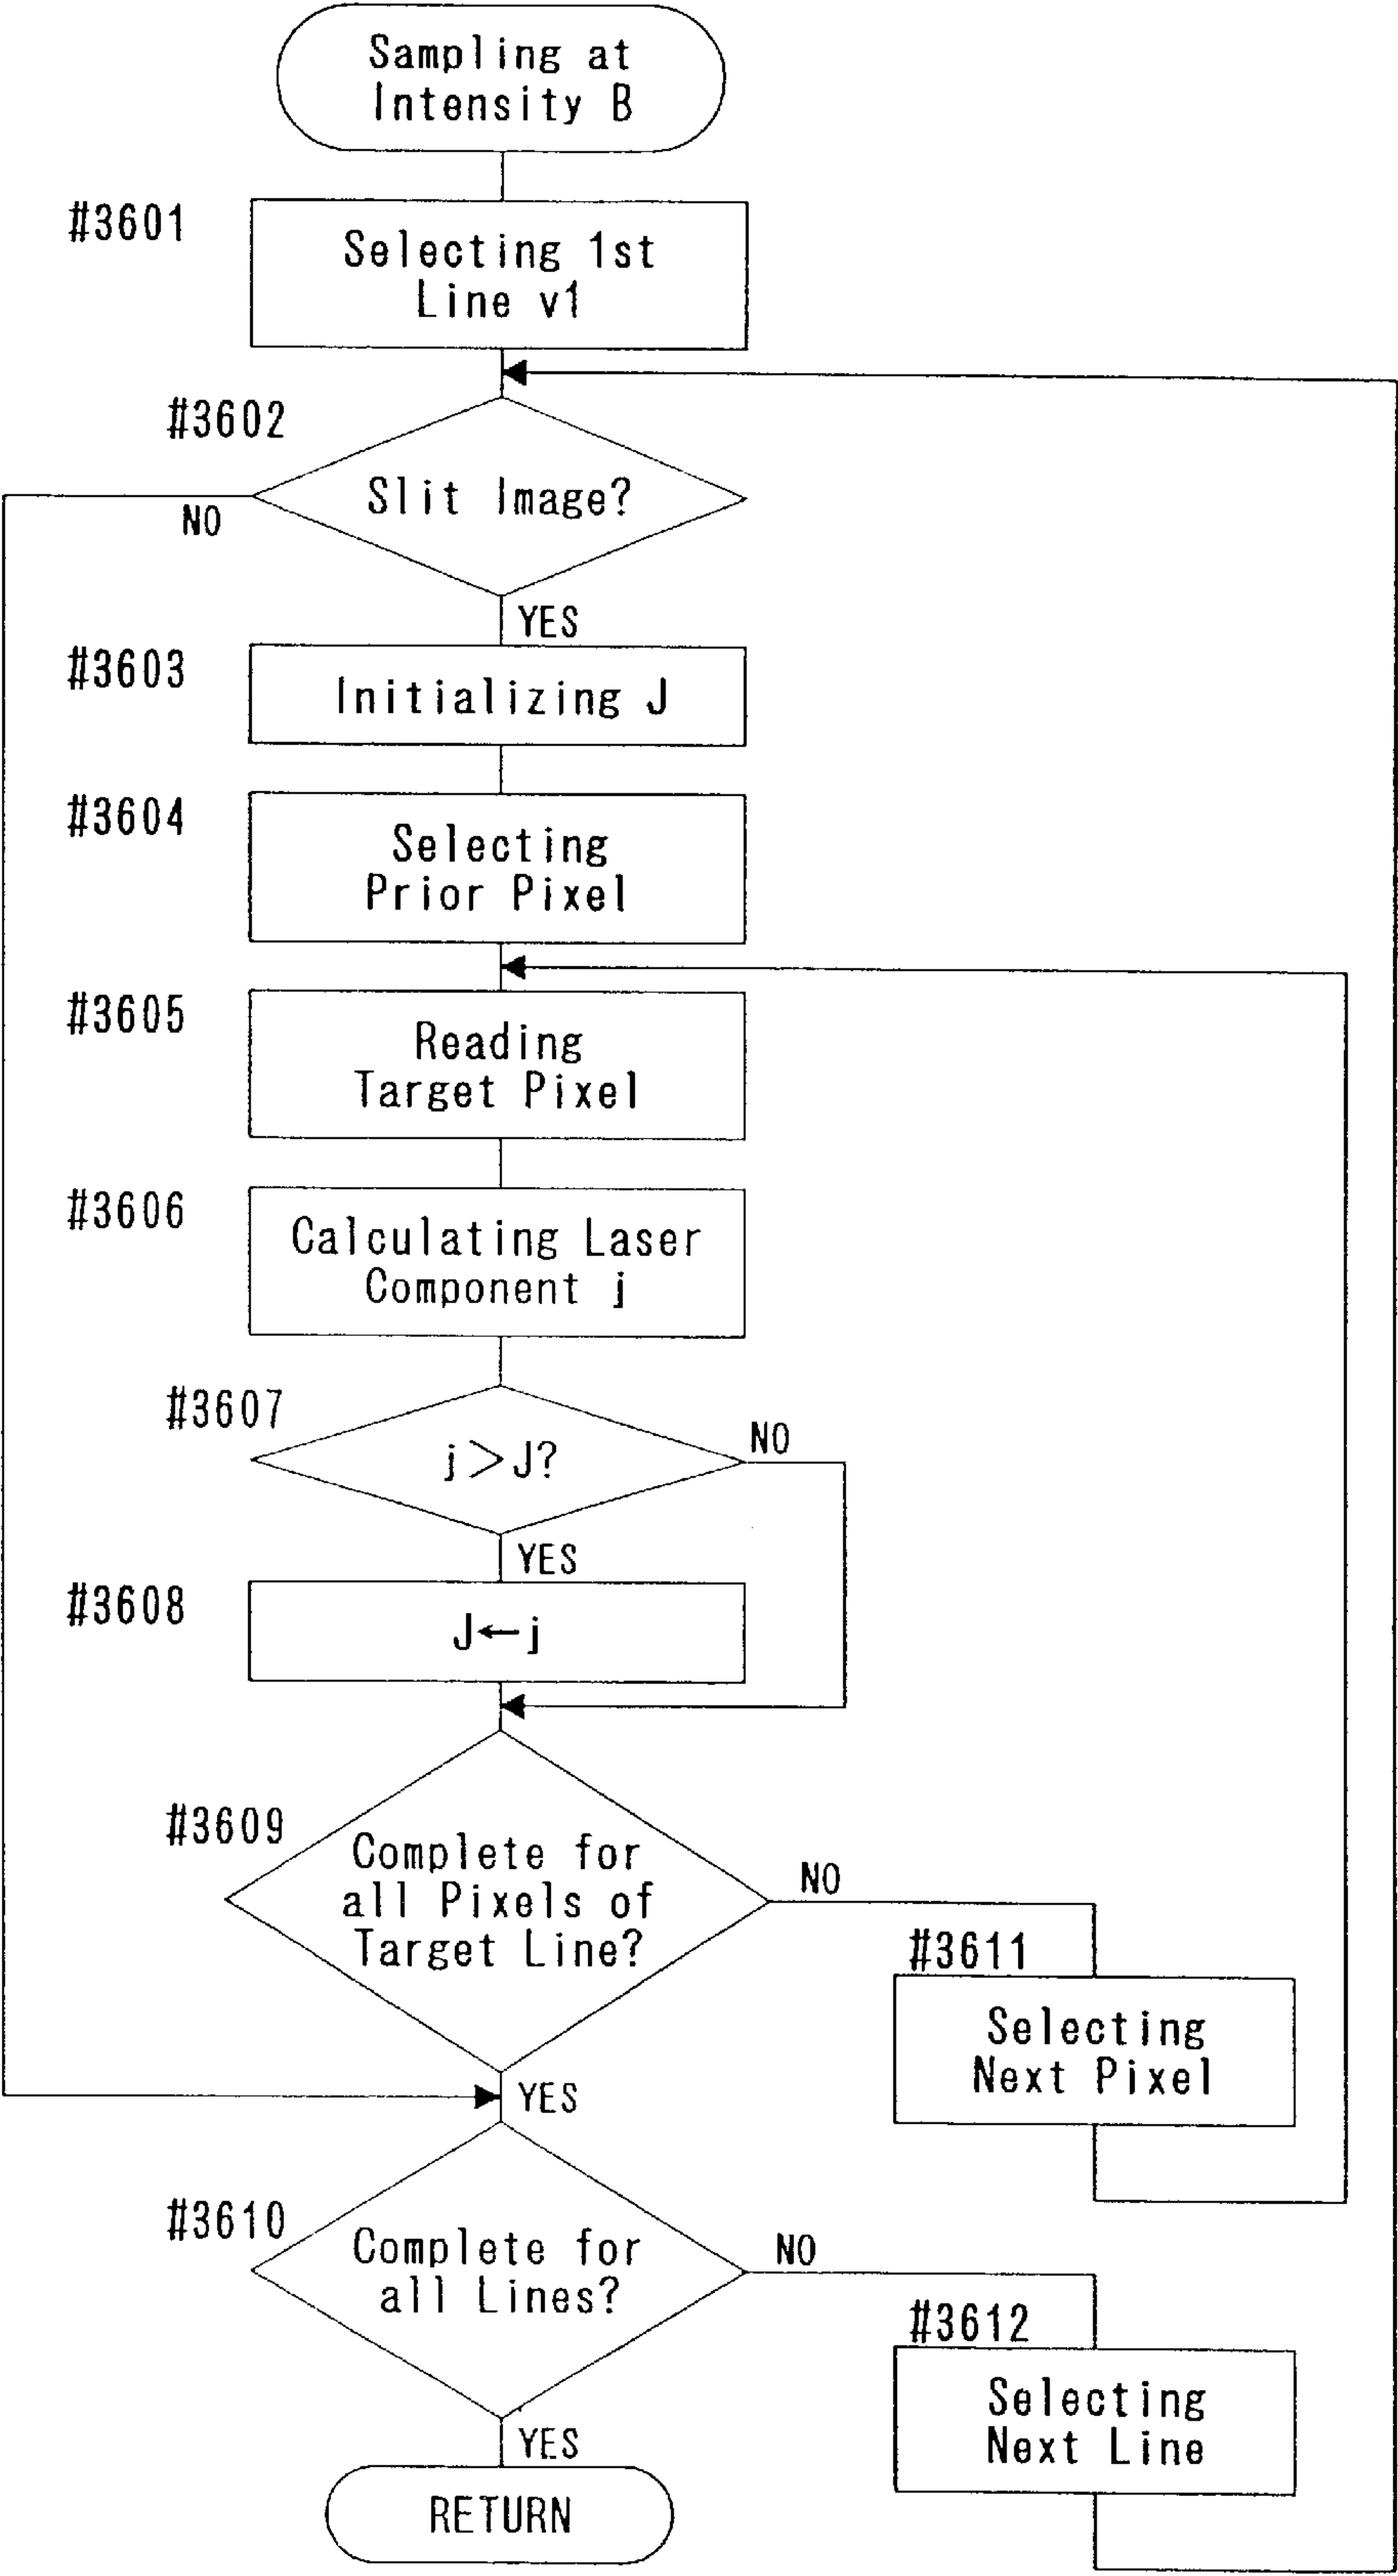 Sampling at
Intensity B
#3601
Selecting 1st
Line v1
#3602
Slit Image?
NO
YES
#3603
Initializing J
#3604
Selecting
Prior Pixel
#3605
Reading
Target Pixel
#3606
Calculating Laser
Component j
#3607
j>J?
NO
YES
#3608
J←j
#3609
Complete for
all Pixels of
Target Line?
NO
#3611
Selecting
Next Pixel
YES
#3610
Complete for
all Lines?
NO
#3612
Selecting
Next Line
YES
RETURN